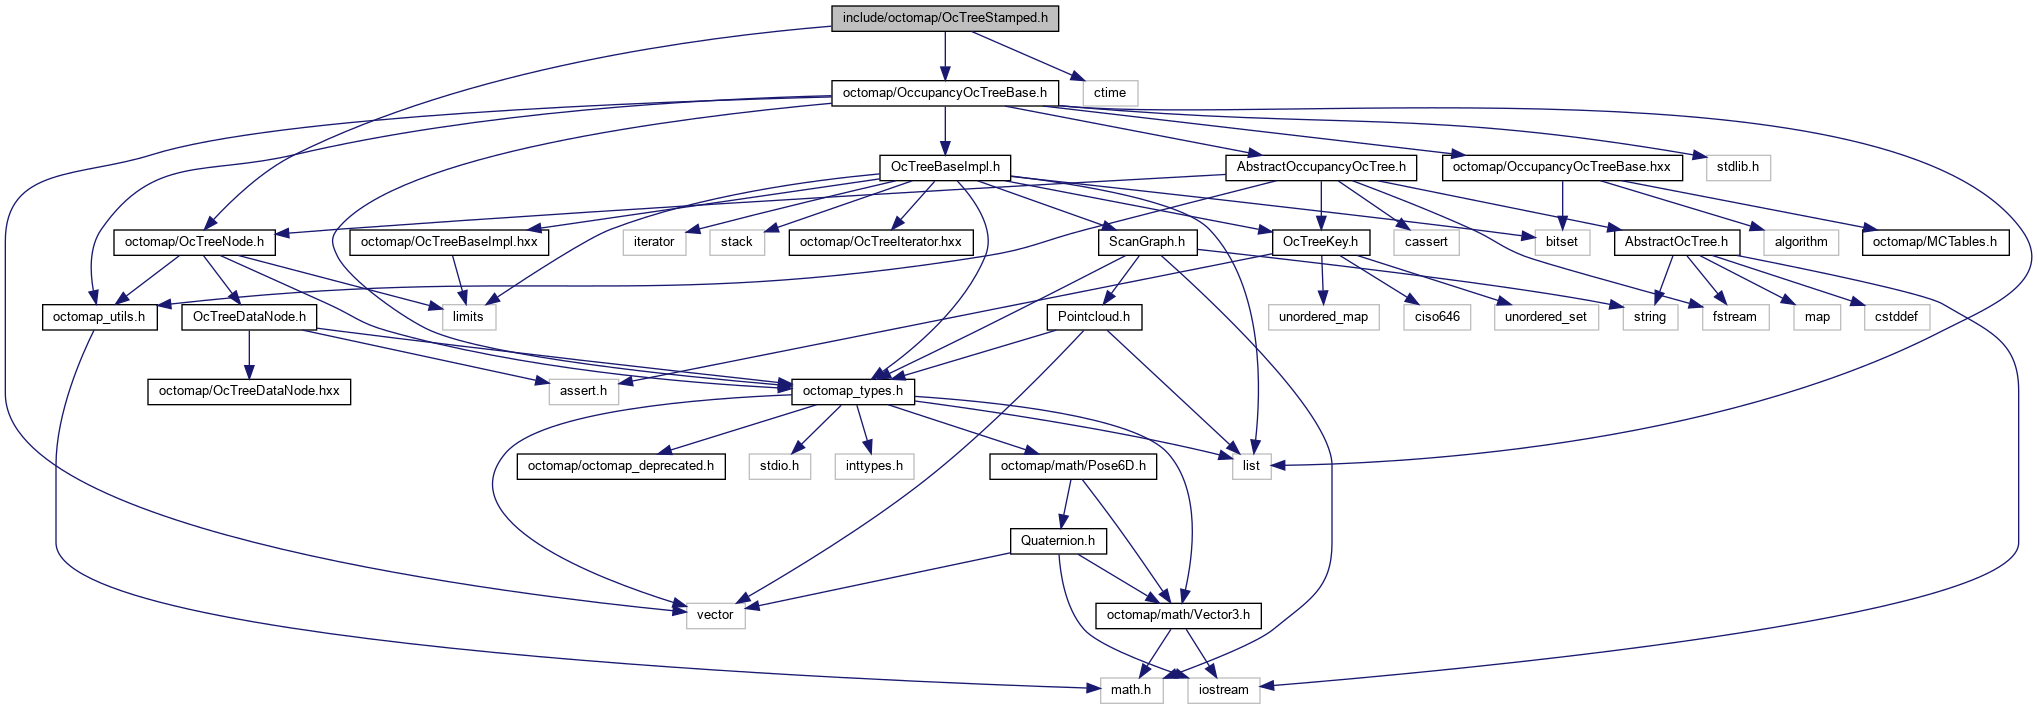 include/octomap/OcTreeStamped.h
octomap/OccupancyOcTreeBase.h
ctime
OcTreeBaseImpl.h
AbstractOccupancyOcTree.h
octomap/OccupancyOcTreeBase.hxx
stdlib.h
octomap/OcTreeNode.h
octomap/OcTreeBaseImpl.hxx
iterator
stack
octomap/OcTreeIterator.hxx
ScanGraph.h
OcTreeKey.h
cassert
bitset
AbstractOcTree.h
algorithm
octomap/MCTables.h
octomap_utils.h
OcTreeDataNode.h
limits
Pointcloud.h
unordered_map
ciso646
unordered_set
string
fstream
map
cstddef
octomap/OcTreeDataNode.hxx
assert.h
octomap_types.h
octomap/octomap_deprecated.h
stdio.h
inttypes.h
octomap/math/Pose6D.h
list
Quaternion.h
vector
octomap/math/Vector3.h
math.h
iostream